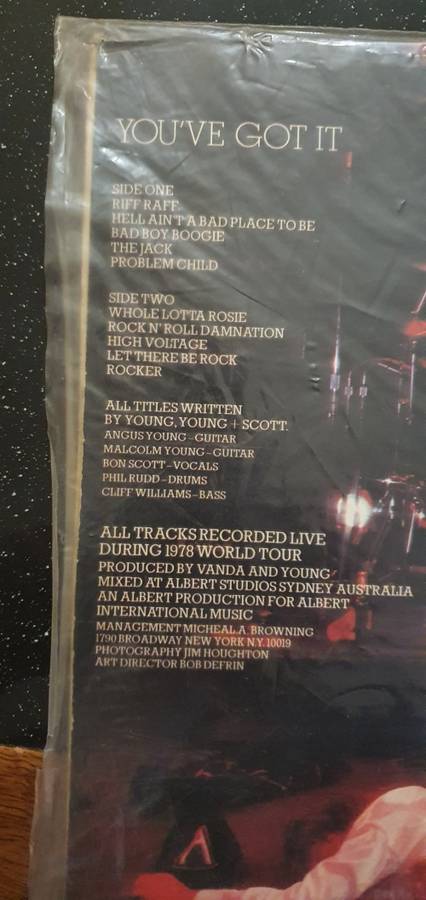 YOU'VE GOT IT
SIDE ONE
RIFF RAFF
HELL AIN'T A BAD PLACE TO BE
BAD BOY BOOGIE
THE JACK
PROBLEM CHILD
SIDE TWO
WHOLE LOTTA ROSIE
ROCK N' ROLL DAMNATION
HIGH VOLTAGE
LET THERE BE ROCK
ROCKER
ALL TITLES WRITTEN
BY YOUNG, YOUNG + SCOTT.
ANGUS YOUNG-GUITAR
MALCOLM YOUNG-GUITAR
BON SCOTT-VOCALS
PHIL RUDD-DRUMS
CLIFF WILLIAMS-BASS
ALL TRACKS RECORDED LIVE
DURING 1978 WORLD TOUR
PRODUCED BY VANDA AND YOUNG
MIXED AT ALBERT STUDIOS SYDNEY AUSTRALIA
AN ALBERT PRODUCTION FOR ALBERT
INTERNATIONAL MUSIC
MANAGEMENT MICHEAL A. BROWNING
1790 BROADWAY NEW YORK N.Y. 10019
PHOTOGRAPHY JIM HOUGHTON
ART DIRECTOR BOB DEFRIN
A